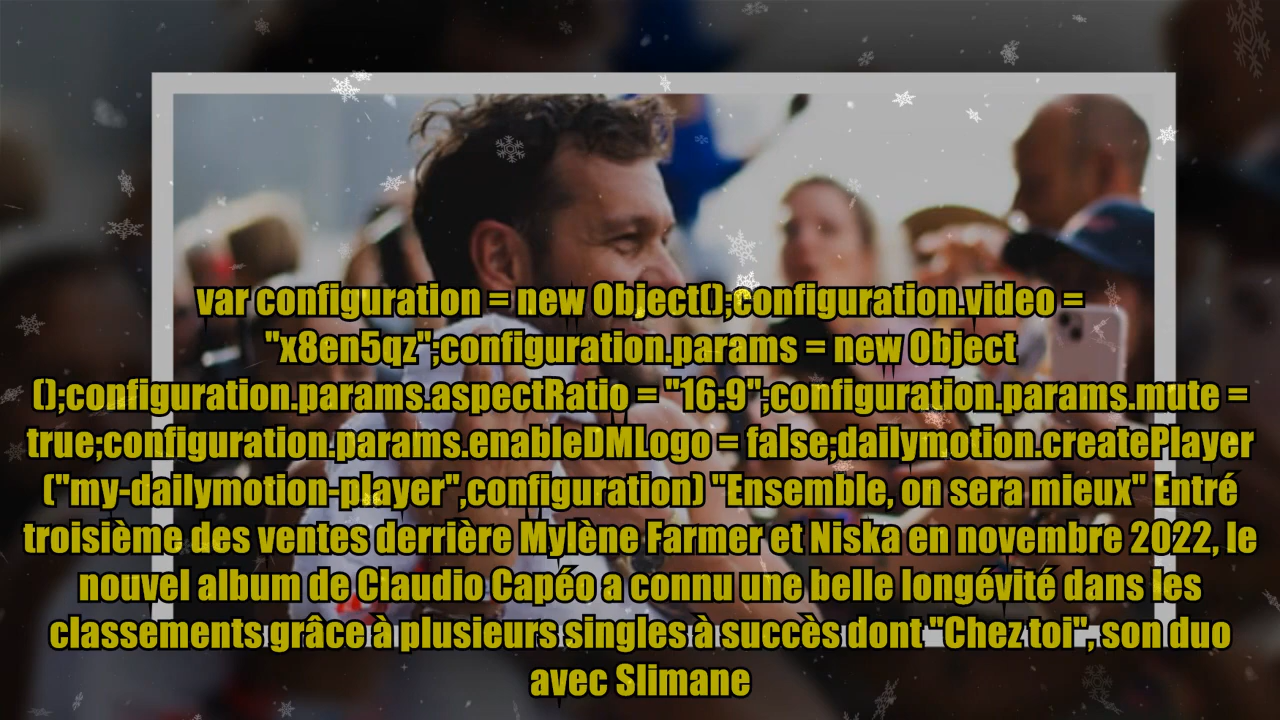 var configuration = new Object();configuration.video =
"x8en5qz";configuration.params = new Object
();configuration.params.aspectRatio = "16:9";configuration.params.mute =
true;configuration.params.enableDMLogo = false;dailymotion.createPlayer
("my-dailymotion-player",configuration) "Ensemble, on sera mieux" Entré
troisième des ventes derrière Mylène Farmer et Niska en novembre 2022, le
nouvel album de Claudio Capéo a connu une belle longévité dans les
classements grâce à plusieurs singles à succès dont "Chez toi", son duo
avec Slimane